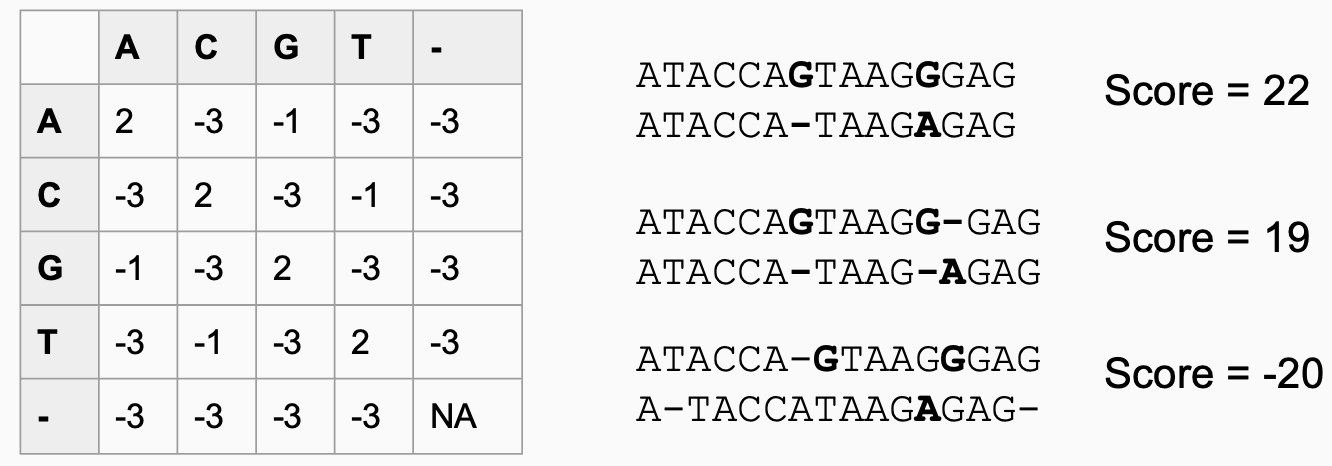 A C G T -
A 2 -3 -1 -3 -3
C -3 2 -3 -1 -3
G -1 -3 2 -3 -3
T -3 -1 -3 2 -3
- -3 -3 -3 -3 NA
ATACCAGTAAGGGAG
ATACCA-TAAGAGAG
Score = 22
ATACCAGTAAGG-GAG
ATACCA-TAAG-AGAG
Score = 19
ATACCA-GTAAGGGAG
A-TACCATAAGAGAG-
Score = -20